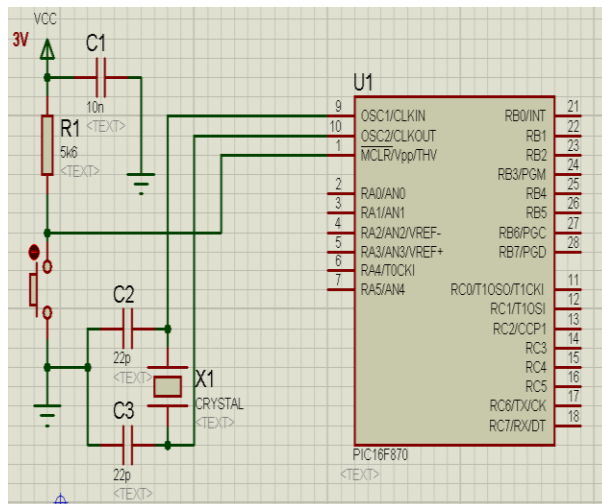 VCC
3V
C1
10n
<TEXT>
R1
5k6
<TEXT>
C2
22p
<TEXT>
X1
CRYSTAL
<TEXT>
C3
22p
<TEXT>
U1
9 OSC1/CLKIN RB0/INT 21
10 OSC2/CLKOUT RB1 22
1 MCLR/Vpp/THV RB2 23
RB3/PGM 24
2 RA0/AN0 RB4 25
3 RA1/AN1 RB5 26
4 RA2/AN2/VREF- RB6/PGC 27
5 RA3/AN3/VREF+ RB7/PGD 28
6 RA4/T0CKI
7 RA5/AN4 RC0/T1OSO/T1CKI 11
RC1/T1OSI 12
RC2/CCP1 13
RC3 14
RC4 15
RC5 16
RC6/TX/CK 17
RC7/RX/DT 18
PIC16F870
<TEXT>